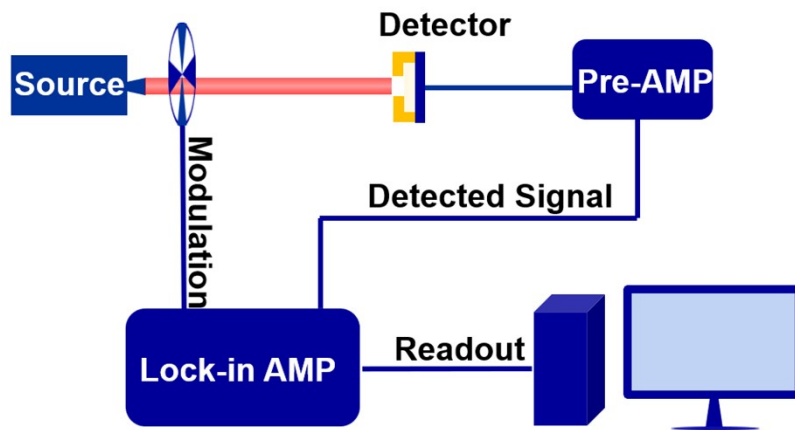 Detector
Source
Pre-AMP
Modulation
Detected Signal
Lock-in AMP
Readout